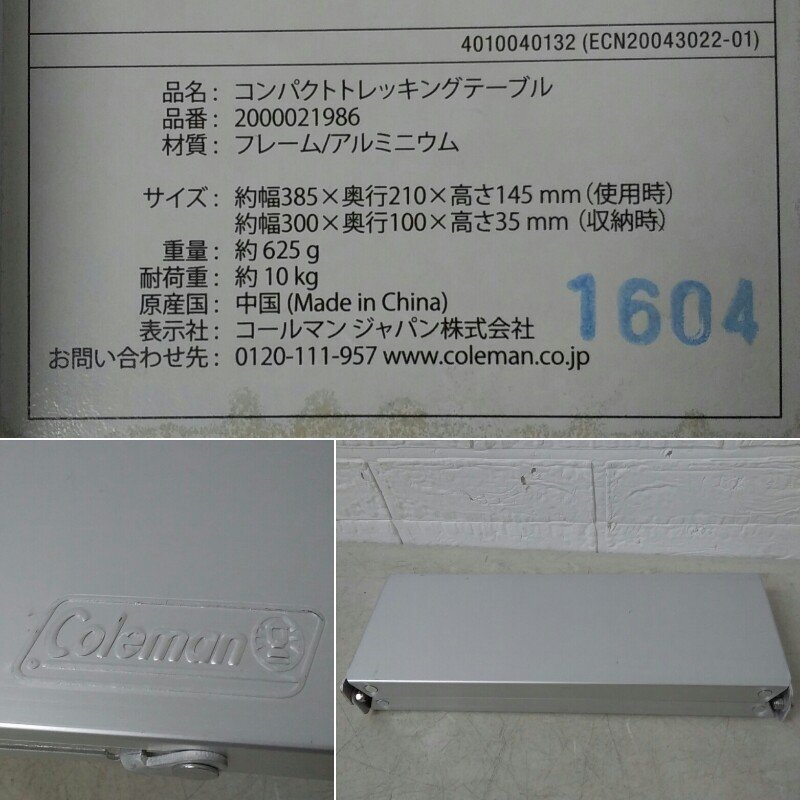 4010040132 (ECN20043022-01)
品名： コンパクトトレッキングテーブル
品番： 2000021986
材質： フレーム/アルミニウム
サイズ： 約幅385×奥行210×高さ145 mm（使用時）
約幅300×奥行100×高さ35 mm（収納時）
重量： 約 625 g
耐荷重： 約 10 kg
原産国： 中国 (Made in China)
表示社： コールマン ジャパン株式会社
お問い合わせ先： 0120-111-957 www.coleman.co.jp
1604
Coleman